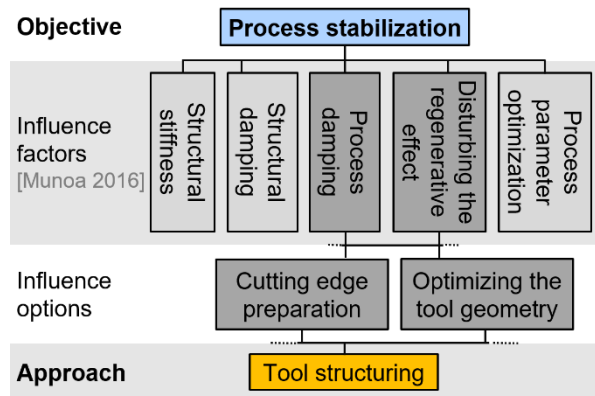 Objective
Process stabilization
Influence
factors
[Munoa 2016]
Structural
stiffness
Structural
damping
Process
damping
Disturbing the
regenerative
effect
Process
parameter
optimization
Influence
options
Cutting edge
preparation
Optimizing the
tool geometry
Approach
Tool structuring